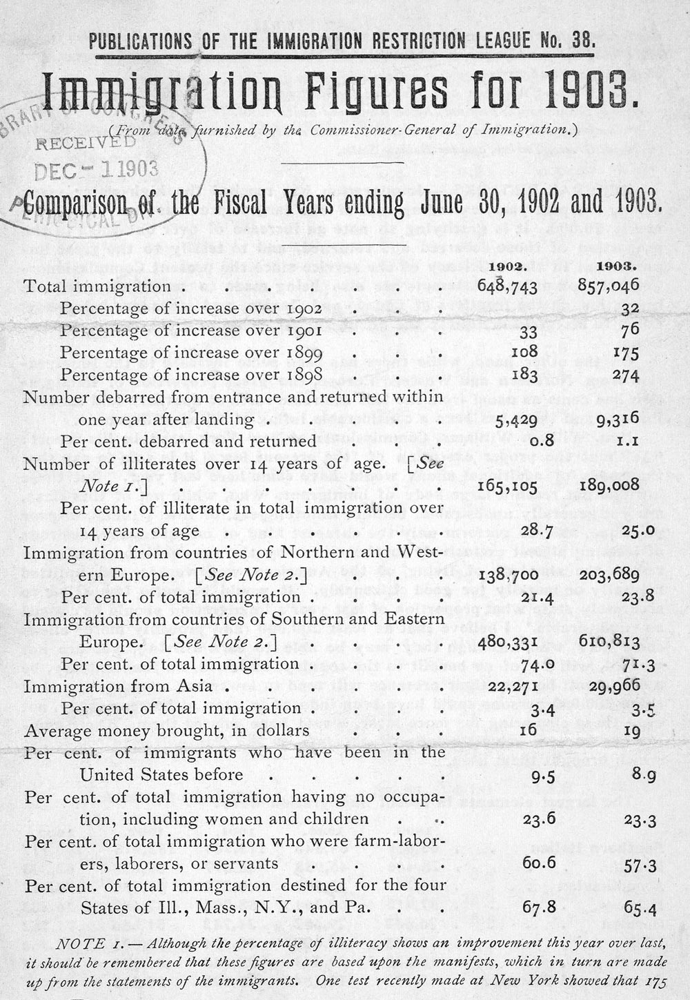 PUBLICATIONS OF THE IMMIGRATION RESTRICTION LEAGUE No. 38.
Immigration Figures for 1903.
(From data furnished by the Commissioner-General of Immigration.)
LIBRARY OF CONGRESS
RECEIVED
DEC - 1 1903
PERIODICAL DIV.
Comparison of the Fiscal Years ending June 30, 1902 and 1903.
1902. 1903.
Total immigration . . . . . . . 648,743 857,046
Percentage of increase over 1902 . . . 32
Percentage of increase over 1901 . . . 33 76
Percentage of increase over 1899 . . . 108 175
Percentage of increase over 1898 . . . 183 274
Number debarred from entrance and returned within
one year after landing . . . . . 5,429 9,316
Per cent. debarred and returned . . . 0.8 1.1
Number of illiterates over 14 years of age. [See
Note 1.] . . . . . . . 165,105 189,008
Per cent. of illiterate in total immigration over
14 years of age . . . . . . 28.7 25.0
Immigration from countries of Northern and West-
ern Europe. [See Note 2.] . . . 138,700 203,689
Per cent. of total immigration . . . . 21.4 23.8
Immigration from countries of Southern and Eastern
Europe. [See Note 2.] . . . . 480,331 610,813
Per cent. of total immigration . . . 74.0 71.3
Immigration from Asia . . . . . . 22,271 29,966
Per cent. of total immigration . . . . 3.4 3.5
Average money brought, in dollars . . . 16 19
Per cent. of immigrants who have been in the
United States before . . . . . 9.5 8.9
Per cent. of total immigration having no occupa-
tion, including women and children . . 23.6 23.3
Per cent. of total immigration who were farm-labor-
ers, laborers, or servants . . . . 60.6 57.3
Per cent. of total immigration destined for the four
States of Ill., Mass., N.Y., and Pa. . . 67.8 65.4
NOTE 1. — Although the percentage of illiteracy shows an improvement this year over last,
it should be remembered that these figures are based upon the manifests, which in turn are made
up from the statements of the immigrants. One test recently made at New York showed that 175